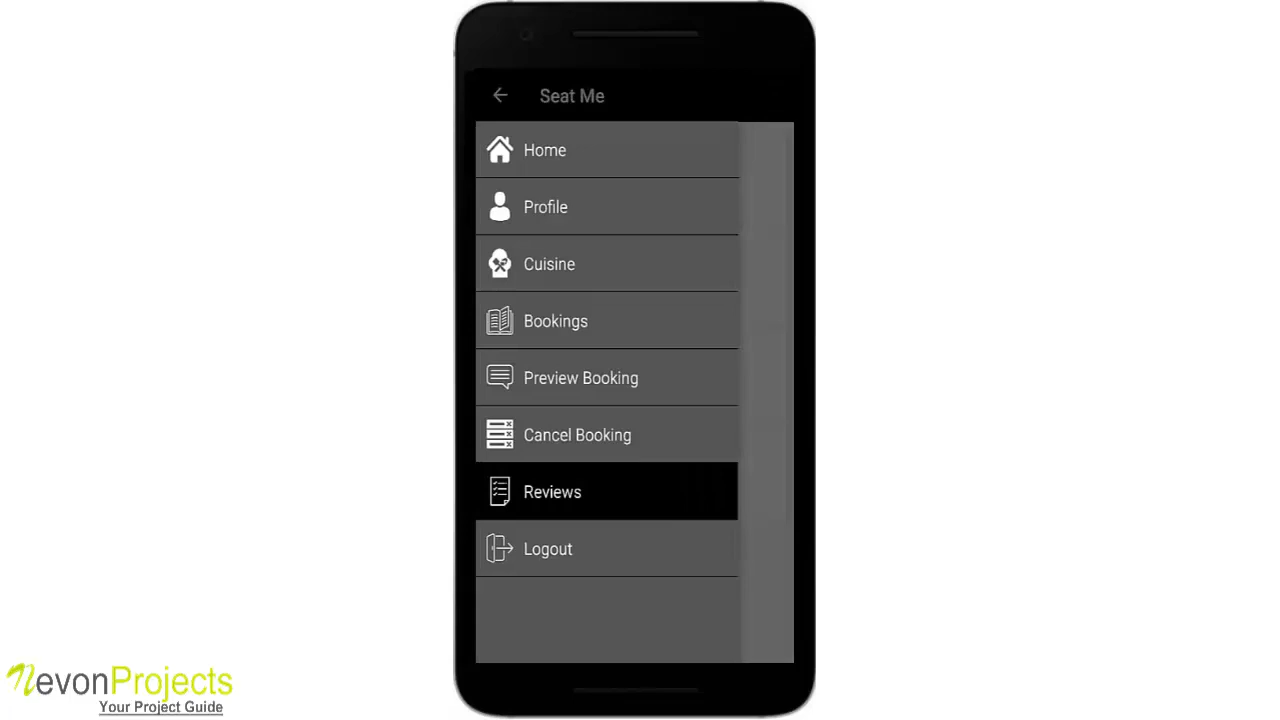 Seat Me
Home
Profile
Cuisine
Bookings
Preview Booking
Cancel Booking
Reviews
Logout
NevonProjects
Your Project Guide